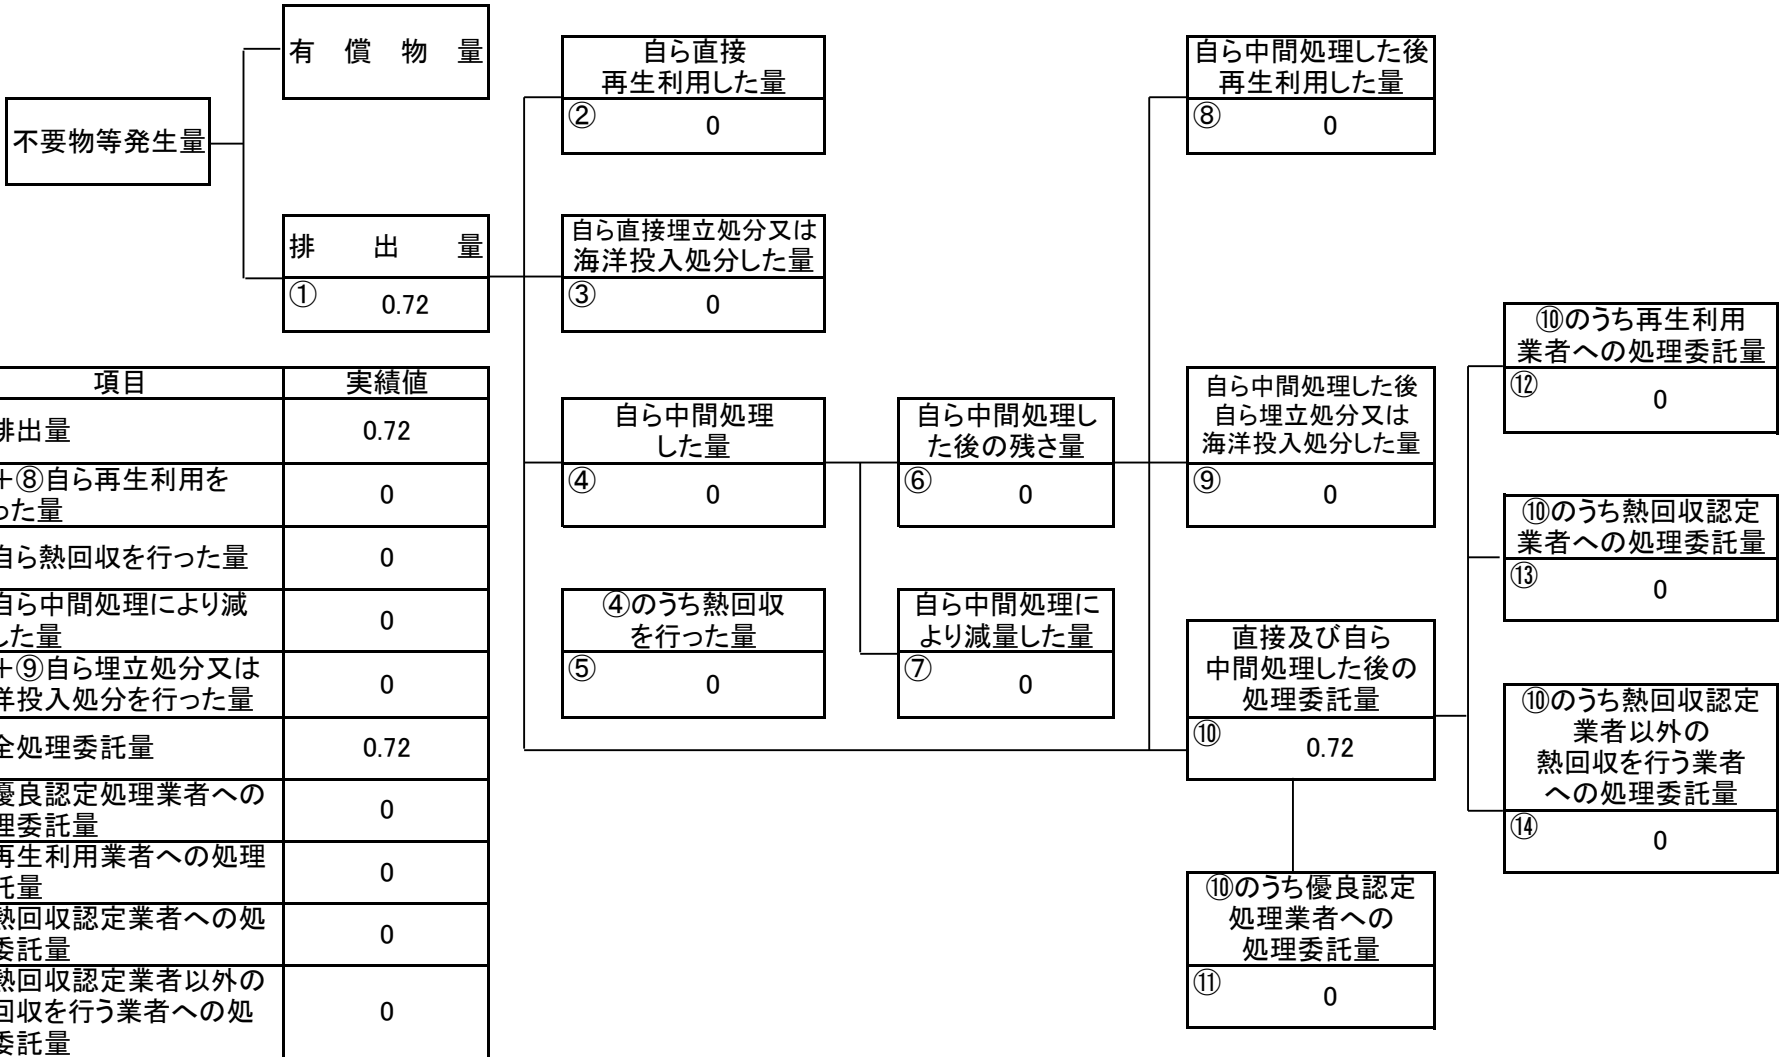 有償物量
不要物等発生量
排出量
①
0.72
自ら直接
再生利用した量
②
0
自ら直接埋立処分又は
海洋投入処分した量
③
0
自ら中間処理
した量
④
0
④のうち熱回収
を行った量
⑤
0
自ら中間処理し
た後の残さ量
⑥
0
自ら中間処理に
より減量した量
⑦
0
自ら中間処理した後
再生利用した量
⑧
0
自ら中間処理した後
自ら埋立処分又は
海洋投入処分した量
⑨
0
直接及び自ら
中間処理した後の
処理委託量
⑩
0.72
⑩のうち優良認定
処理業者への
処理委託量
⑪
0
⑩のうち再生利用
業者への処理委託量
⑫
0
⑩のうち熱回収認定
業者への処理委託量
⑬
0
⑩のうち熱回収認定
業者以外の
熱回収を行う業者
への処理委託量
⑭
0
項目
実績値
排出量
0.72
+⑧自ら再生利用を
った量
0
自ら熱回収を行った量
0
自ら中間処理により減
した量
0
+⑨自ら埋立処分又は
洋投入処分を行った量
0
全処理委託量
0.72
優良認定処理業者への
理委託量
0
再生利用業者への処理
託量
0
熱回収認定業者への処
委託量
0
熱回収認定業者以外の
回収を行う業者への処
委託量
0